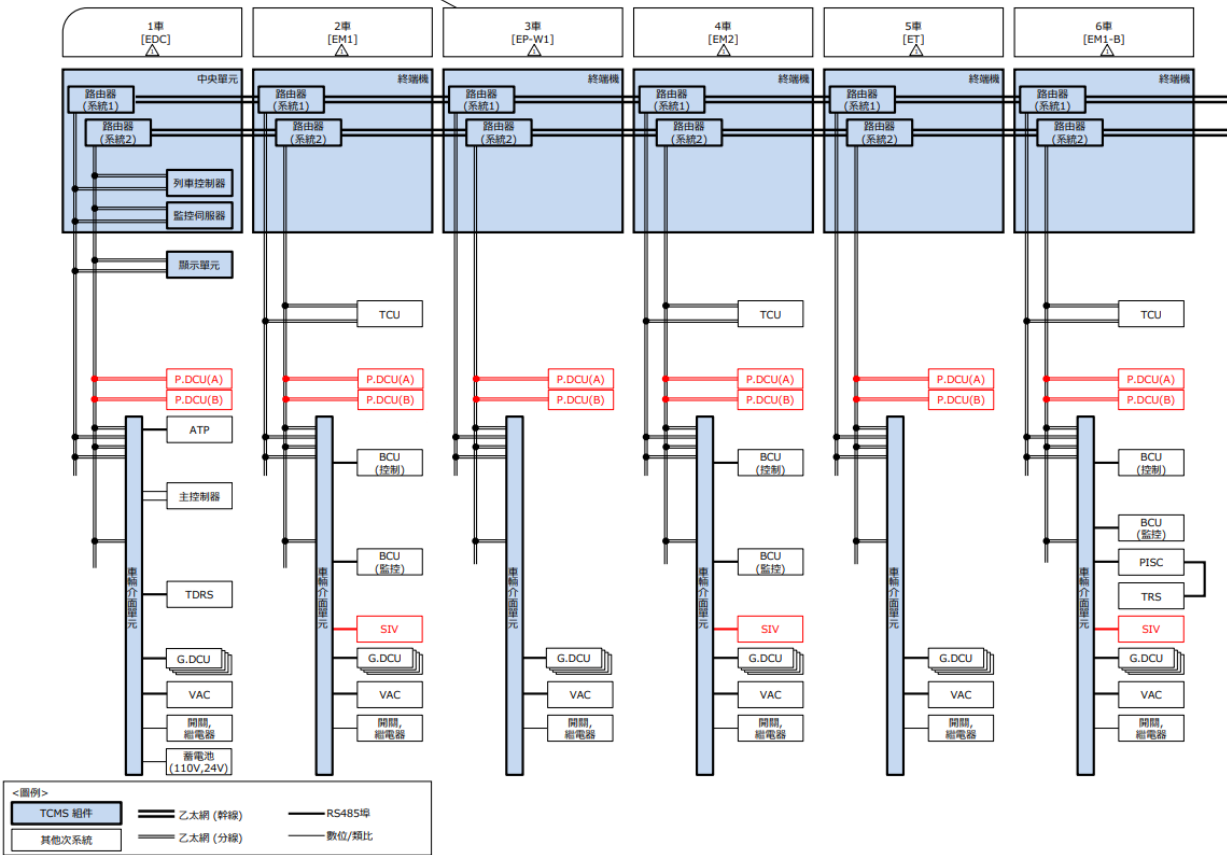 1車
[EDC]
1
2車
[EM1]
1
3車
[EP-W1]
1
4車
[EM2]
1
5車
[ET]
1
6車
[EM1-B]
1
中央單元
終端機
終端機
終端機
終端機
終端機
路由器
(系統1)
路由器
(系統1)
路由器
(系統1)
路由器
(系統1)
路由器
(系統1)
路由器
(系統1)
路由器
(系統2)
路由器
(系統2)
路由器
(系統2)
路由器
(系統2)
路由器
(系統2)
路由器
(系統2)
列車控制器
監控伺服器
顯示單元
TCU
TCU
TCU
P.DCU(A)
P.DCU(A)
P.DCU(A)
P.DCU(A)
P.DCU(A)
P.DCU(A)
P.DCU(B)
P.DCU(B)
P.DCU(B)
P.DCU(B)
P.DCU(B)
P.DCU(B)
ATP
BCU
(控制)
BCU
(控制)
BCU
(控制)
主控制器
BCU
(監控)
BCU
(監控)
BCU
(監控)
PISC
TDRS
TRS
車輛介面單元
車輛介面單元
車輛介面單元
車輛介面單元
車輛介面單元
車輛介面單元
SIV
SIV
SIV
G.DCU
G.DCU
G.DCU
G.DCU
G.DCU
G.DCU
VAC
VAC
VAC
VAC
VAC
VAC
開關,
繼電器
開關,
繼電器
開關,
繼電器
開關,
繼電器
開關,
繼電器
開關,
繼電器
蓄電池
(110V,24V)
<圖例>
TCMS 組件
乙太網 (幹線)
RS485埠
其他次系統
乙太網 (分線)
數位/類比